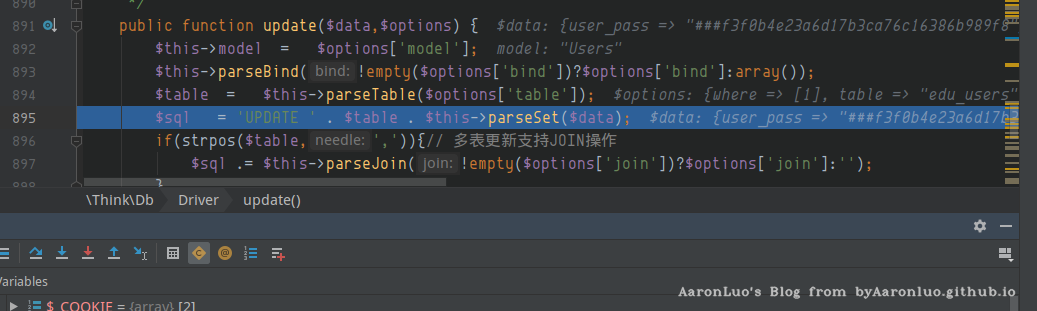 890 */
891 public function update($data,$options) { $data: {user_pass => "###f3f0b4e23a6d17b3ca76c16386b989f8"
892 $this->model = $options['model']; model: "Users"
893 $this->parseBind( bind: !empty($options['bind'])?$options['bind']:array());
894 $table = $this->parseTable($options['table']); $options: {where => [1], table => "edu_users"
895 $sql = 'UPDATE ' . $table . $this->parseSet($data); $data: {user_pass => "###f3f0b4e23a6d17b3
896 if(strpos($table, needle: ',')){// 多表更新支持JOIN操作
897 $sql .= $this->parseJoin( join: !empty($options['join'])?$options['join']:'');
898 }
\Think\Db Driver update()
Variables
$_COOKIE = {array} [2]
AaronLuo's Blog from byAaronluo.github.io